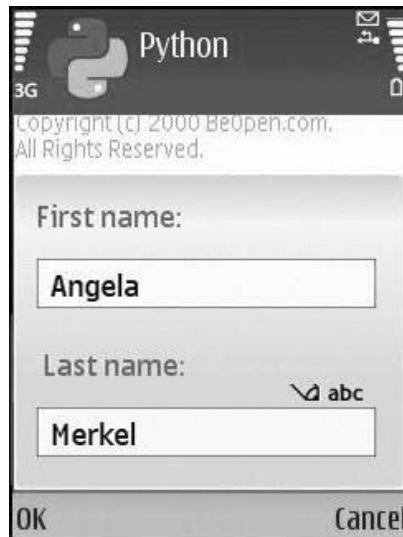 Python
3G
Copyright (c) 2000 BeOpen.com.
All Rights Reserved.
First name:
Angela
Last name:
abc
Merkel
OK Cancel